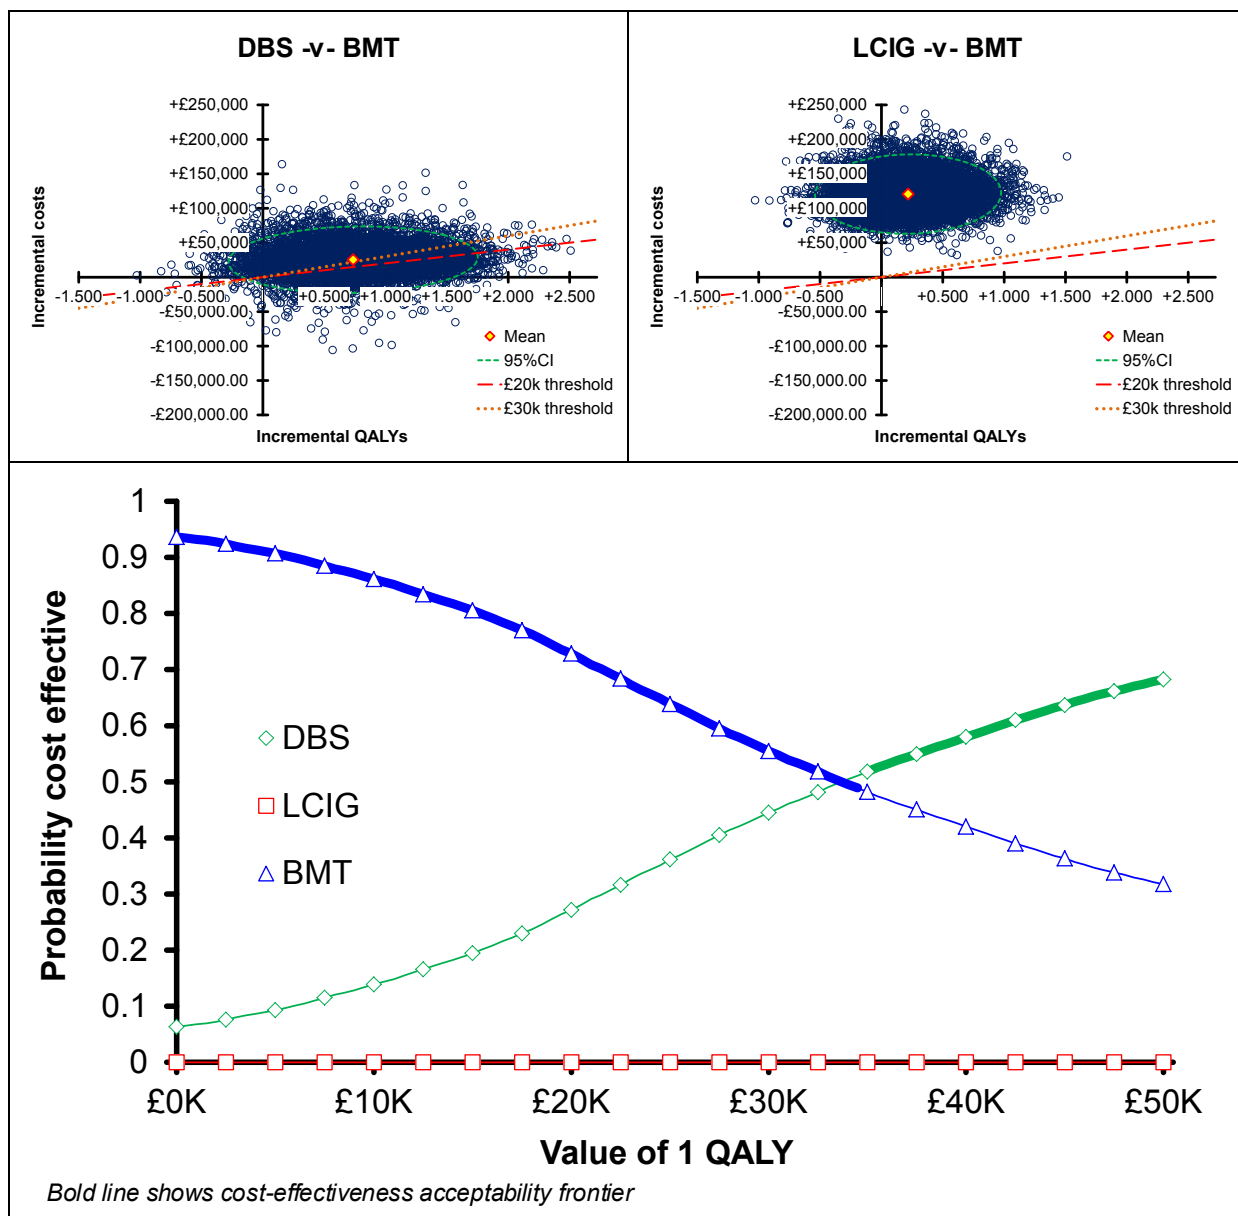 DBS -v- BMT
+£250,000
+£200,000
+£150,000
+£100,000
+£50,000
-£50,000.00
-£100,000.00
-£150,000.00
-£200,000.00
-1.500 -1.000 -0.500 +0.500 +1.000 +1.500 +2.000 +2.500
Incremental costs
Incremental QALYs
Mean
95%CI
£20k threshold
£30k threshold
LCIG -v- BMT
+£250,000
+£200,000
+£150,000
+£100,000
+£50,000
-£50,000.00
-£100,000.00
-£150,000.00
-£200,000.00
-1.500 -1.000 -0.500 +0.500 +1.000 +1.500 +2.000 +2.500
Incremental costs
Incremental QALYs
Mean
95%CI
£20k threshold
£30k threshold
1
0.9
0.8
0.7
0.6
0.5
0.4
0.3
0.2
0.1
0
Probability cost effective
DBS
LCIG
BMT
£0K £10K £20K £30K £40K £50K
Value of 1 QALY
Bold line shows cost-effectiveness acceptability frontier